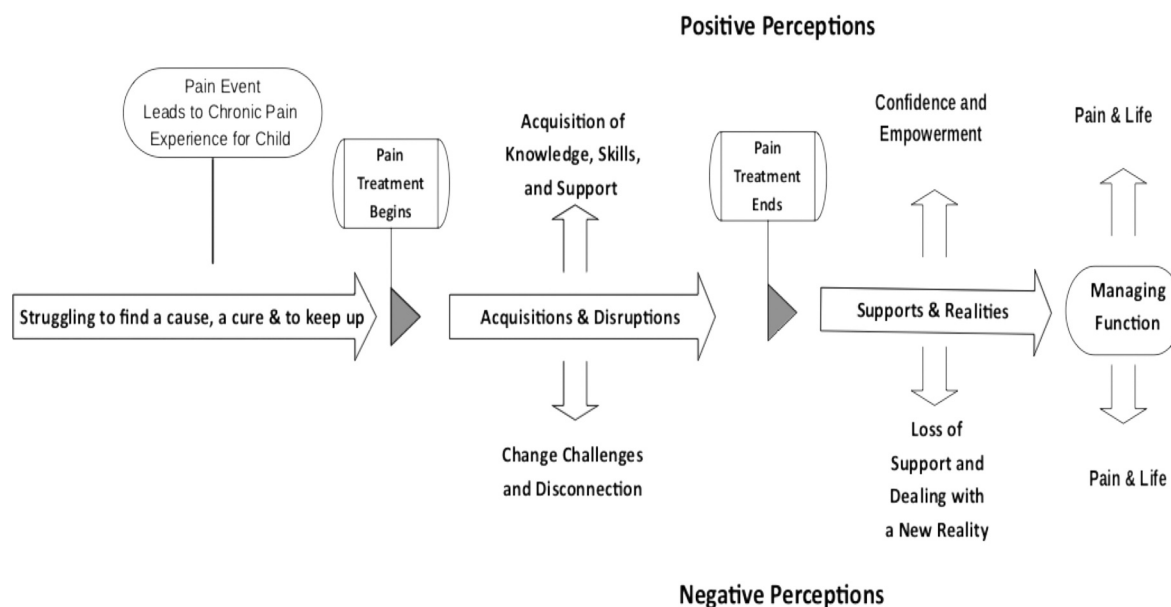 Positive Perceptions
Pain Event
Leads to Chronic Pain
Experience for Child
Pain
Treatment
Begins
Acquisition of
Knowledge, Skills,
and Support
Pain
Treatment
Ends
Confidence and
Empowerment
Pain & Life
Struggling to find a cause, a cure & to keep up
Acquisitions & Disruptions
Supports & Realities
Managing
Function
Change Challenges
and Disconnection
Loss of
Support and
Dealing with
a New Reality
Pain & Life
Negative Perceptions